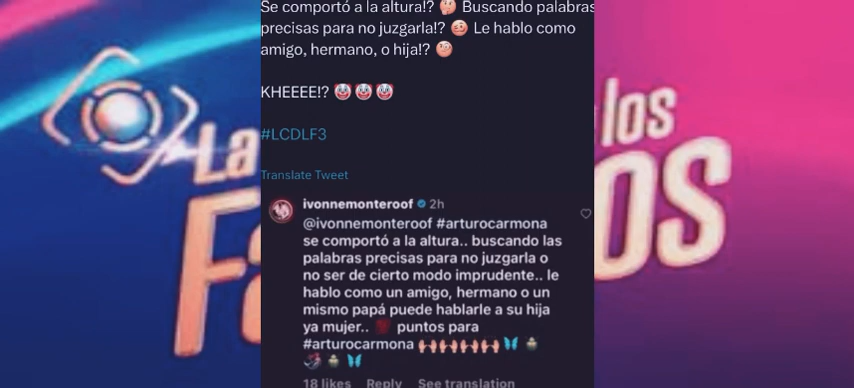 Se comportó a la altura!? 🤔 Buscando palabras
precisas para no juzgarla!? 🥴 Le hablo como
amigo, hermano, o hija!? 🧐
KHEEEE!? 🤡🤡🤡
#LCDLF3
Translate Tweet
ivonnemonteroof 2h
@ivonnemonteroof #arturocarmona
se comportó a la altura.. buscando las
palabras precisas para no juzgarla o
no ser de cierto modo imprudente.. le
hablo como un amigo, hermano o un
mismo papá puede hablarle a su hija
ya mujer.. 💯 puntos para
#arturocarmona 🙌🙌🙌🙌🙌 🦋
🦋
18 likes Reply See translation
La
los
OS